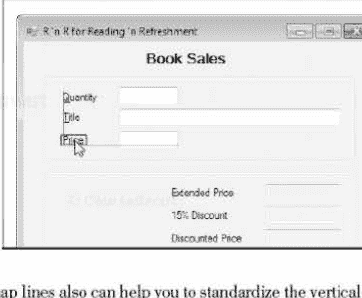 R 'n R for Reading 'n Refreshment
Book Sales
Quantity
Title
Price
Extended Price
15% Discount
Discounted Price
ap lines also can help you to standardize the vertical